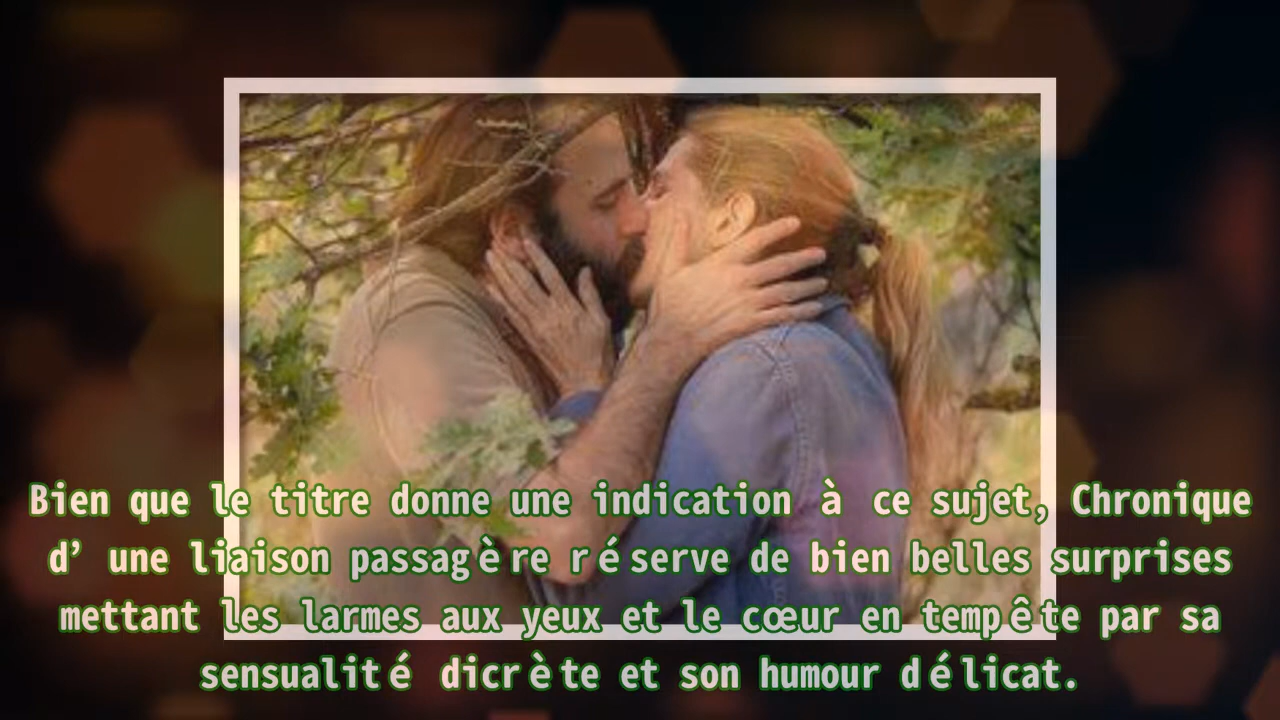 Bien que le titre donne une indication à ce sujet, Chronique
d’ une liaison passagère réserve de bien belles surprises
mettant les larmes aux yeux et le cœur en tempête par sa
sensualité dicrète et son humour délicat.